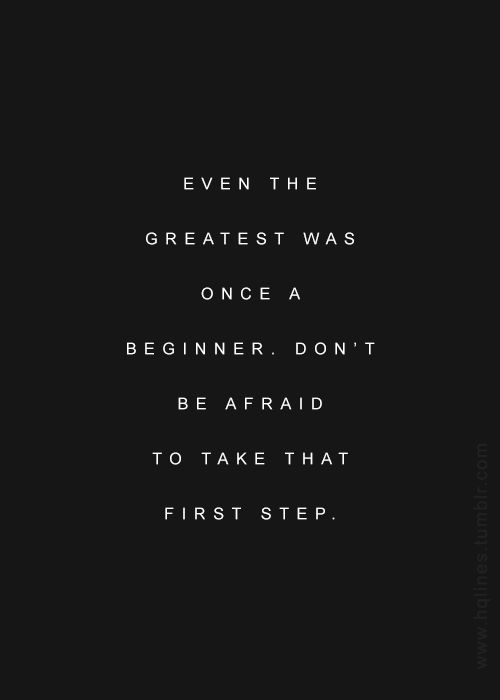 EVEN THE
GREATEST WAS
ONCE A
BEGINNER. DON'T
BE AFRAID
TO TAKE THAT
FIRST STEP.
www.hqlines.tumblr.com